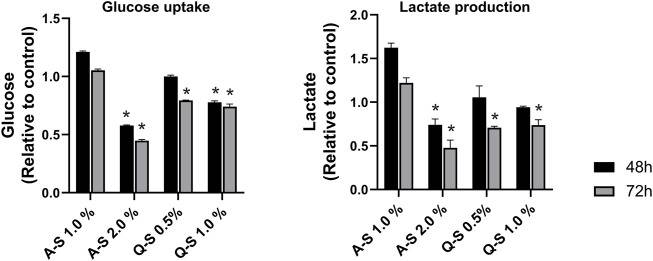 Glucose uptake
Glucose
(Relative to control)
1.5
1.0
0.5
0.0
* * * * *
A-S 1.0 %
A-S 2.0 %
Q-S 0.5%
Q-S 1.0 %
Lactate production
Lactate
(Relative to control)
2.0
1.5
1.0
0.5
0.0
* * * *
A-S 1.0 %
A-S 2.0 %
Q-S 0.5%
Q-S 1.0 %
48h
72h